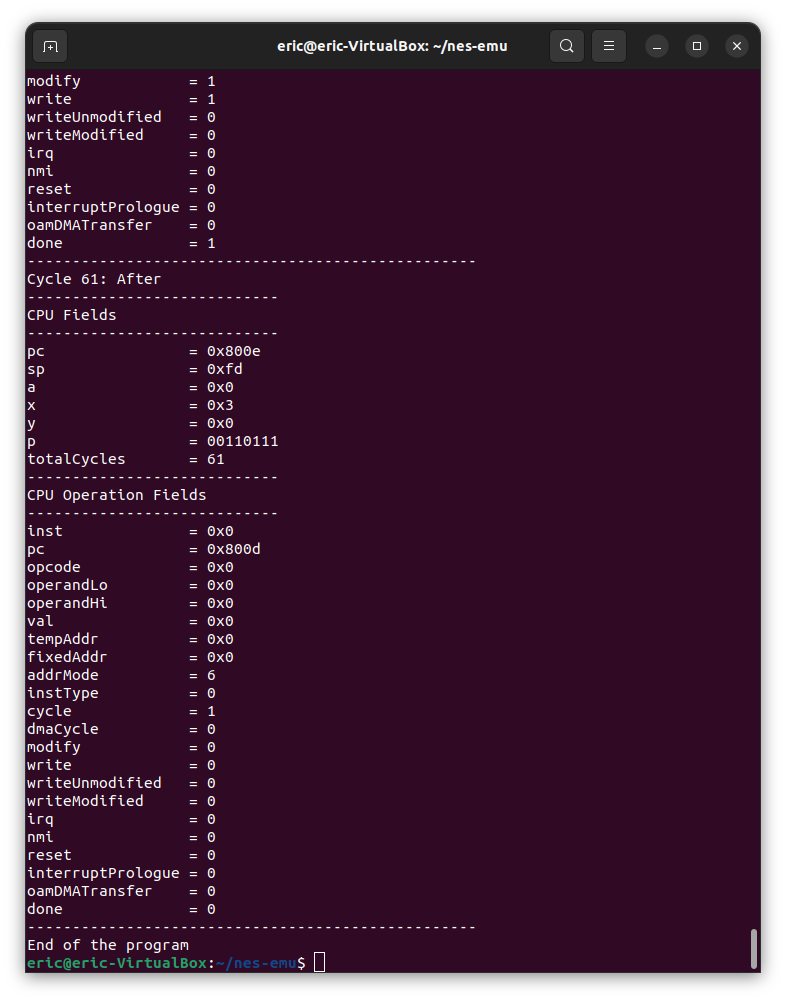 eric@eric-VirtualBox: ~/nes-emu
modify            = 1
write             = 1
writeUnmodified   = 0
writeModified     = 0
irq               = 0
nmi               = 0
reset             = 0
interruptPrologue = 0
oamDMATransfer    = 0
done              = 1
--------------------------------------------------
Cycle 61: After
----------------------------
CPU Fields
----------------------------
pc                = 0x800e
sp                = 0xfd
a                 = 0x0
x                 = 0x3
y                 = 0x0
p                 = 00110111
totalCycles       = 61
----------------------------
CPU Operation Fields
----------------------------
inst              = 0x0
pc                = 0x800d
opcode            = 0x0
operandLo         = 0x0
operandHi         = 0x0
val               = 0x0
tempAddr          = 0x0
fixedAddr         = 0x0
addrMode          = 6
instType          = 0
cycle             = 1
dmaCycle          = 0
modify            = 0
write             = 0
writeUnmodified   = 0
writeModified     = 0
irq               = 0
nmi               = 0
reset             = 0
interruptPrologue = 0
oamDMATransfer    = 0
done              = 0
--------------------------------------------------
End of the program
eric@eric-VirtualBox:~/nes-emu$